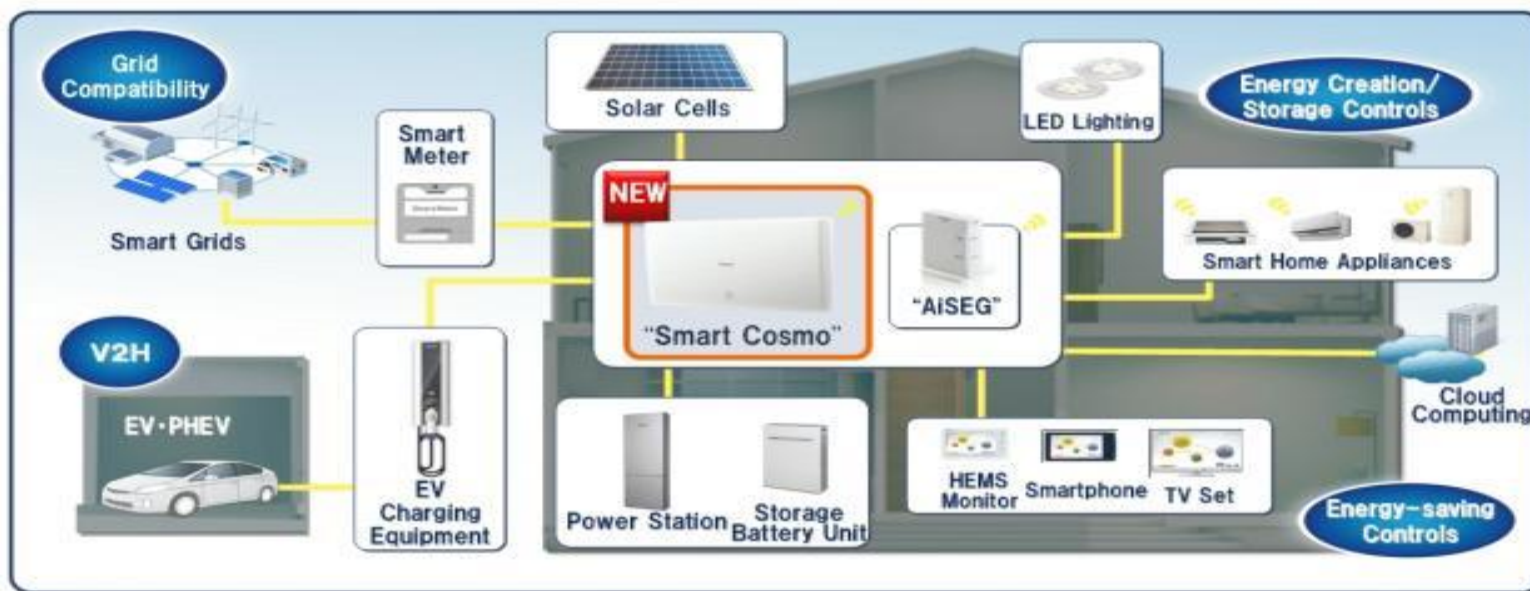 Grid
Compatibility
Smart Grids
Smart
Meter
Solar Cells
LED Lighting
Energy Creation/
Storage Controls
NEW
"Smart Cosmo"
"AiSEG"
Smart Home Appliances
V2H
EV·PHEV
EV
Charging
Equipment
Power Station
Storage
Battery Unit
HEMS
Monitor
Smartphone
TV Set
Cloud
Computing
Energy-saving
Controls